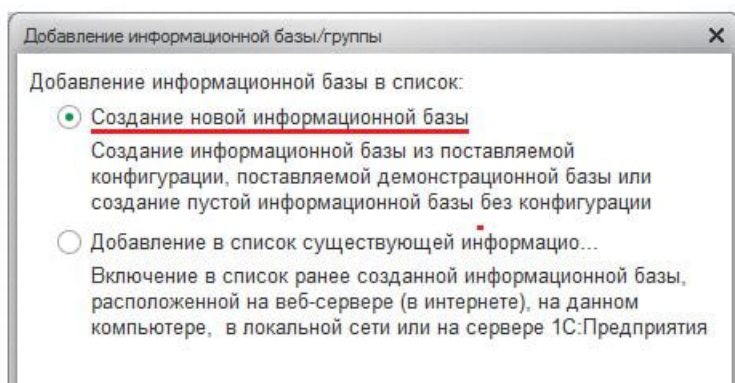 Добавление информационной базы/группы
Добавление информационной базы в список:
Создание новой информационной базы
Создание информационной базы из поставляемой
конфигурации, поставляемой демонстрационной базы или
создание пустой информационной базы без конфигурации
Добавление в список существующей информацио...
Включение в список ранее созданной информационной базы,
расположенной на веб-сервере (в интернете), на данном
компьютере, в локальной сети или на сервере 1С:Предприятия